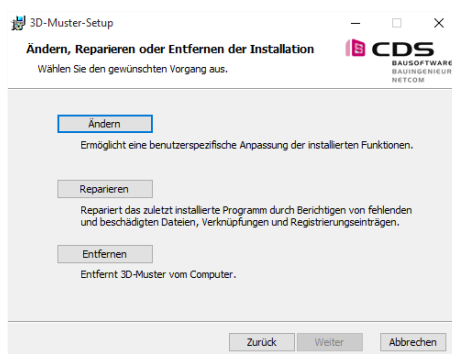 3D-Muster-Setup
Ändern, Reparieren oder Entfernen der Installation
Wählen Sie den gewünschten Vorgang aus.
CDS
BAUSOFTWARE
BAUINGENIEUR
NETCOM
Ändern
Ermöglicht eine benutzerspezifische Anpassung der installierten Funktionen.
Reparieren
Repariert das zuletzt installierte Programm durch Berichtigen von fehlenden
und beschädigten Dateien, Verknüpfungen und Registrierungseinträgen.
Entfernen
Entfernt 3D-Muster vom Computer.
Zurück Weiter Abbrechen